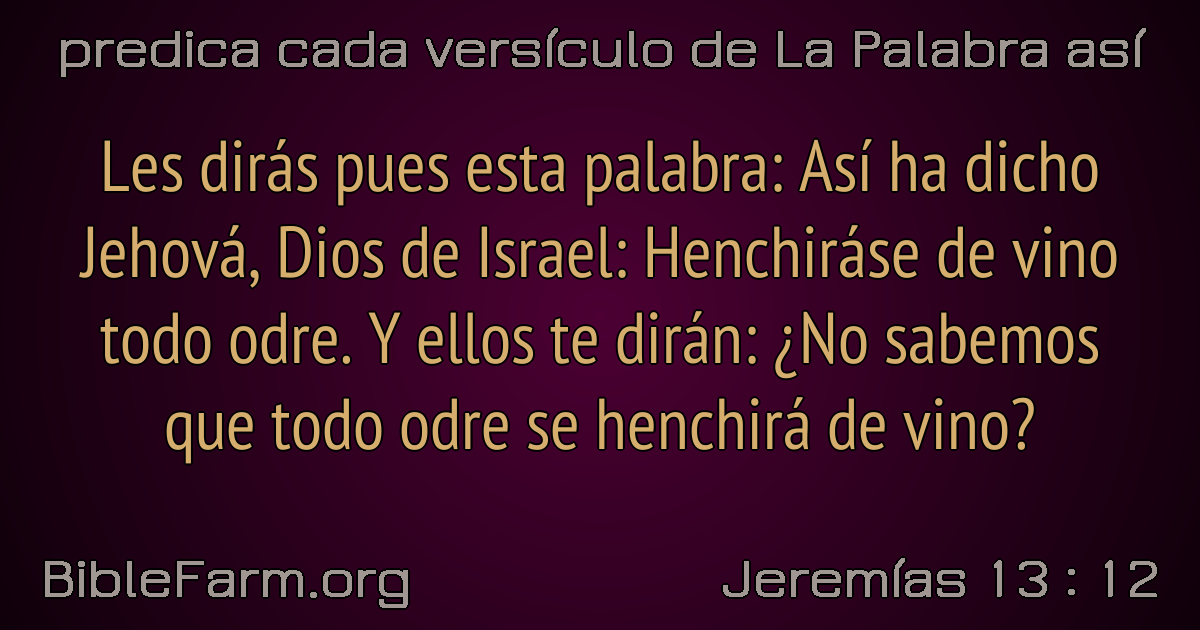 predica cada versículo de La Palabra así
Les dirás pues esta palabra: Así ha dicho
Jehová, Dios de Israel: Henchiráse de vino
todo odre. Y ellos te dirán: ¿No sabemos
que todo odre se henchirá de vino?
BibleFarm.org
Jeremías 13 : 12